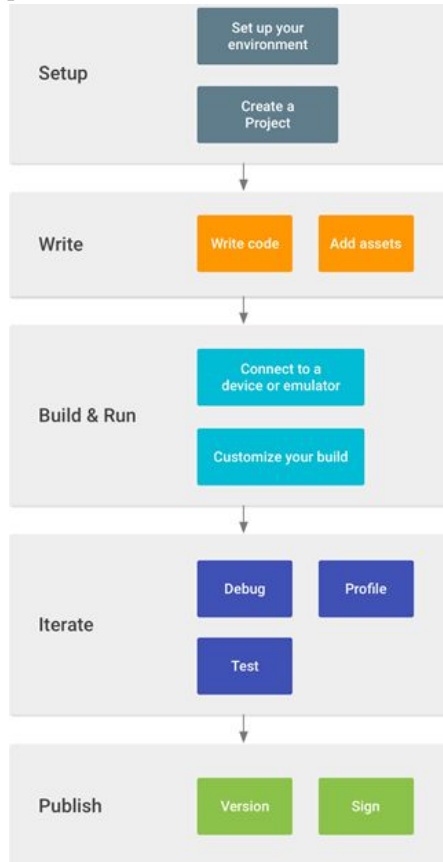 Setup
Set up your
environment
Create a
Project
Write
Write code
Add assets
Build & Run
Connect to a
device or emulator
Customize your build
Iterate
Debug
Profile
Test
Publish
Version
Sign